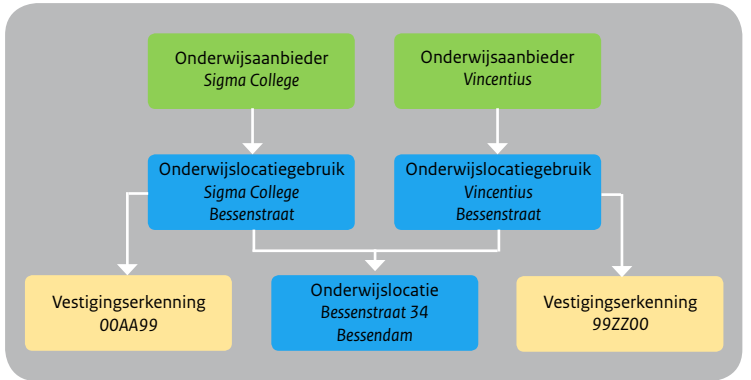 Onderwijsaanbieder
Sigma College
Onderwijsaanbieder
Vincentius
Onderwijslocatiegebruik
Sigma College
Bessenstraat
Onderwijslocatiegebruik
Vincentius
Bessenstraat
Vestigingserkenning
00AA99
Onderwijslocatie
Bessenstraat 34
Bessendam
Vestigingserkenning
99ZZ00